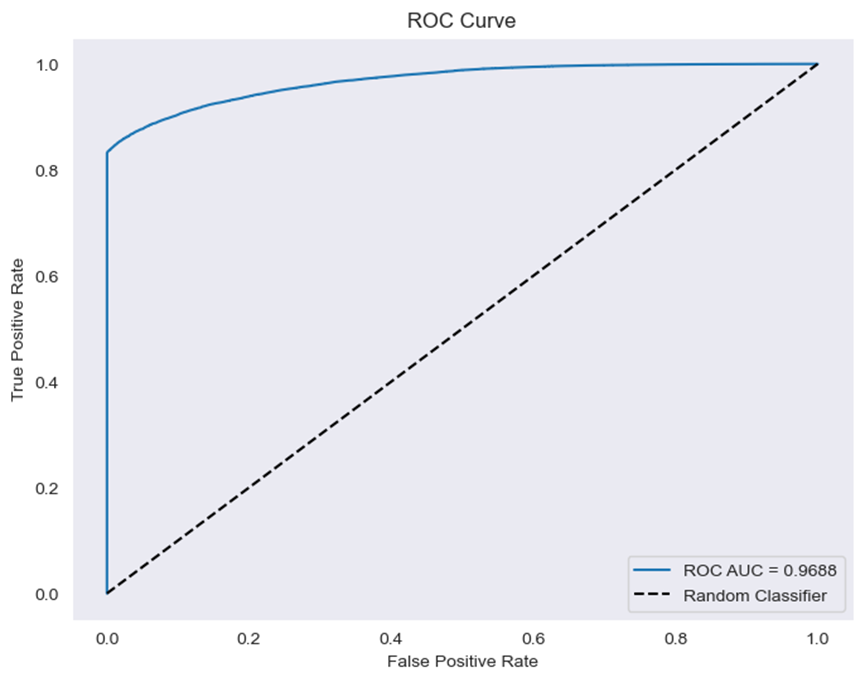 ROC Curve
1.0
0.8
0.6
0.4
0.2
0.0
True Positive Rate
0.0 0.2 0.4 0.6 0.8 1.0
False Positive Rate
ROC AUC = 0.9688
Random Classifier